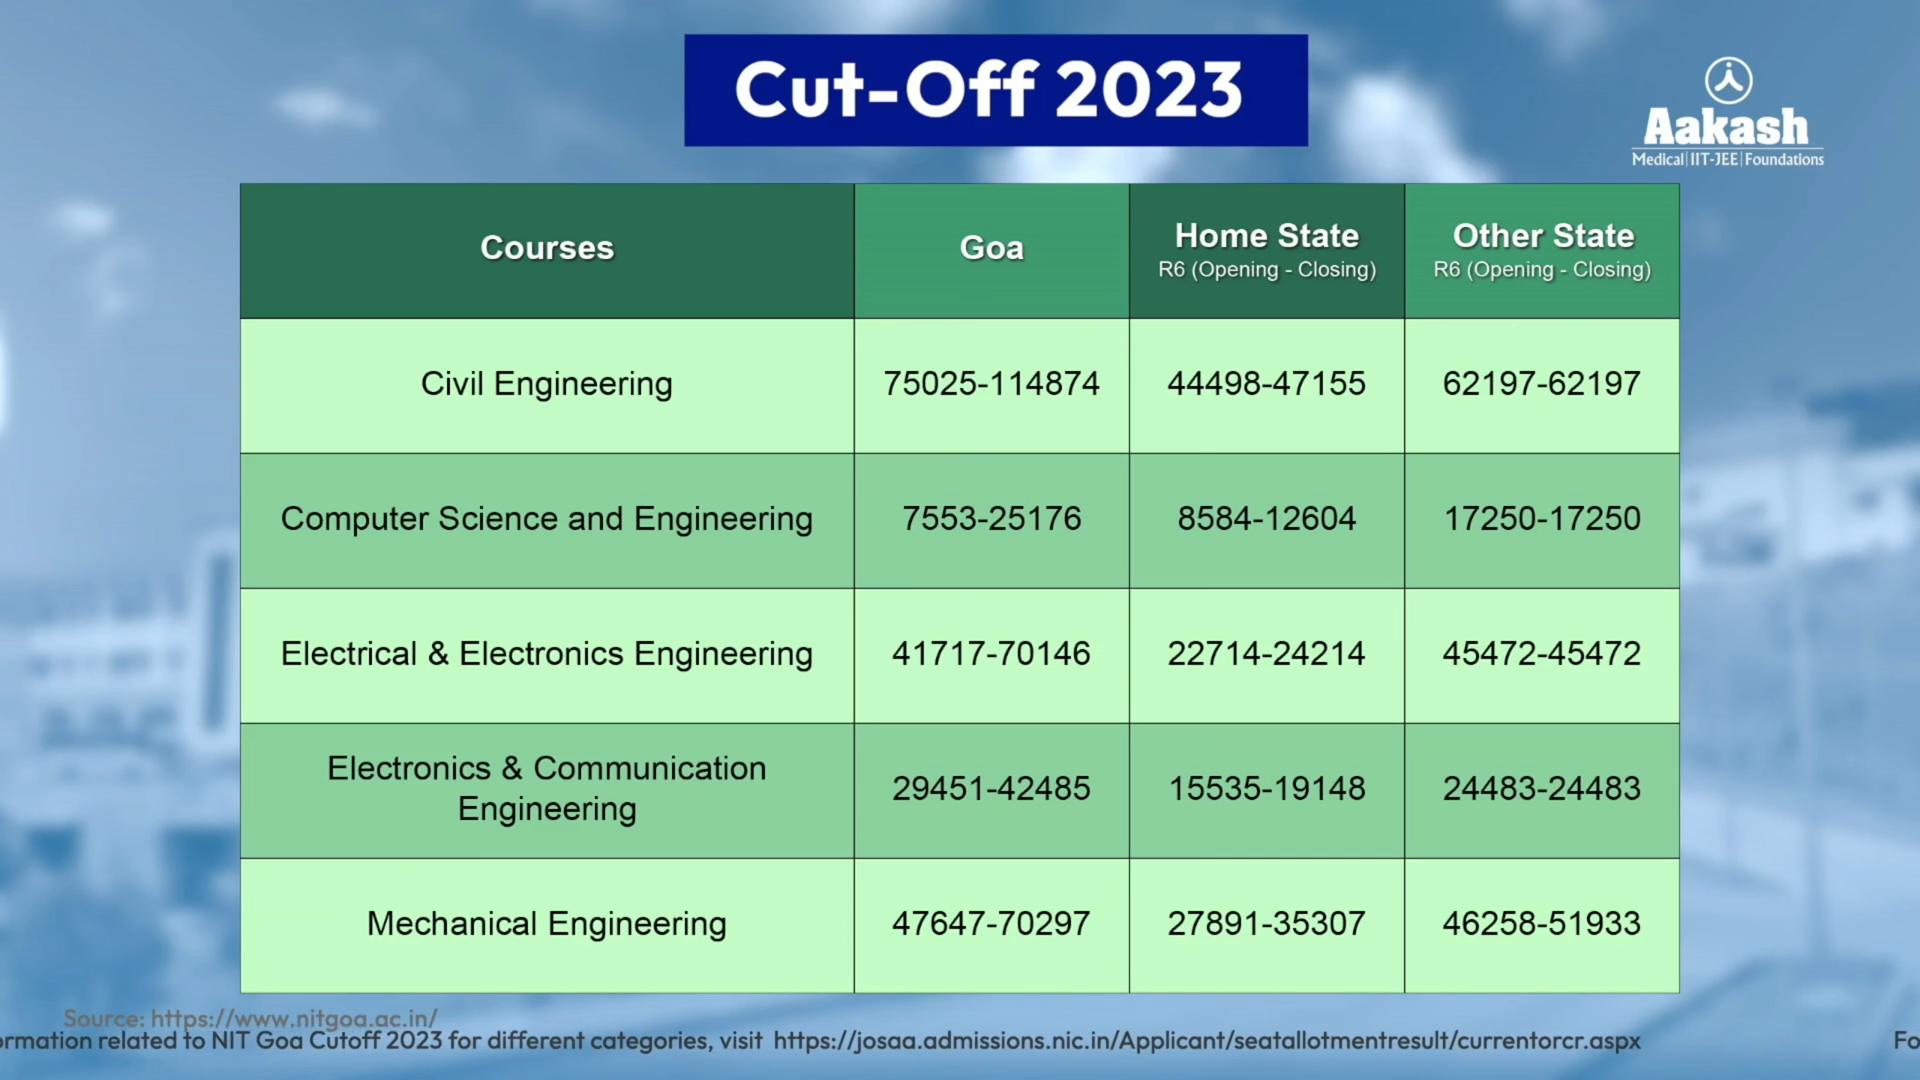 Cut-Off 2023
Aakash
Medical|IIT-JEE|Foundations
Courses
Goa
Home State
R6 (Opening - Closing)
Other State
R6 (Opening - Closing)
Civil Engineering
75025-114874
44498-47155
62197-62197
Computer Science and Engineering
7553-25176
8584-12604
17250-17250
Electrical & Electronics Engineering
41717-70146
22714-24214
45472-45472
Electronics & Communication
Engineering
29451-42485
15535-19148
24483-24483
Mechanical Engineering
47647-70297
27891-35307
46258-51933
Source: https://www.nitgoa.ac.in/
ormation related to NIT Goa Cutoff 2023 for different categories, visit https://josaa.admissions.nic.in/Applicant/seatallotmentresult/currentorcr.aspx
Fo